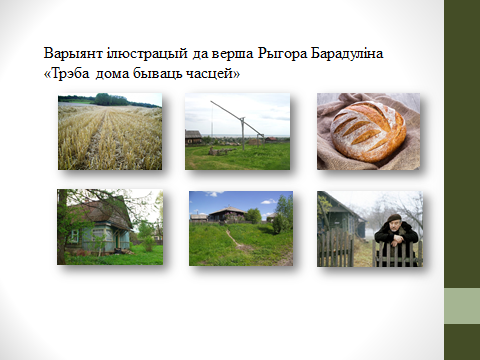 Варыянт ілюстрацый да верша Рыгора Барадуліна
«Трэба дома бываць часцей»